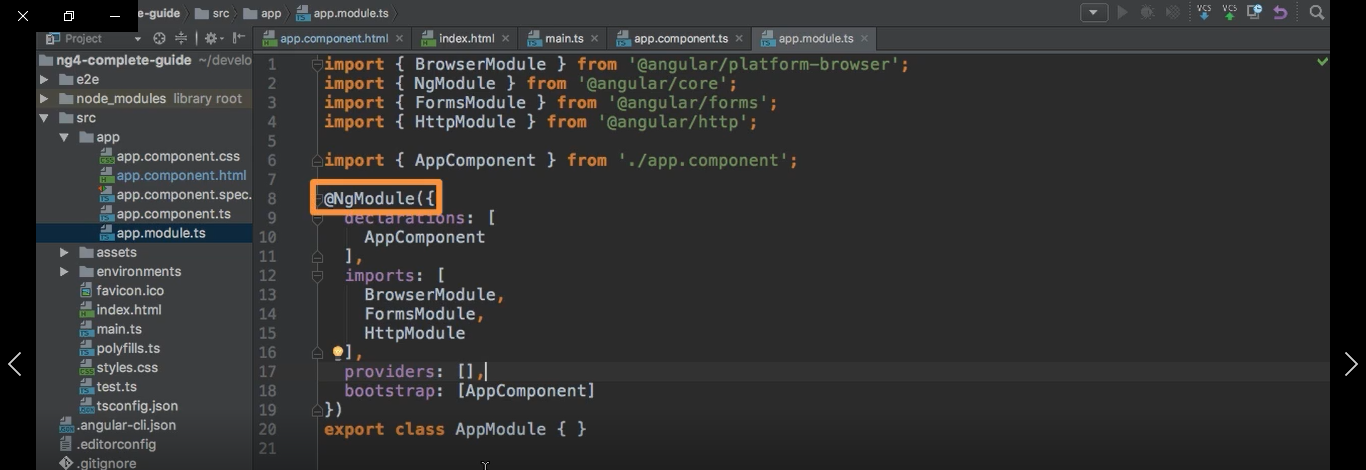 e-guide src app app.module.ts
VCS VCS
Project
app.component.html index.html main.ts app.component.ts app.module.ts
ng4-complete-guide ~/develo
e2e
node_modules library root
src
app
app.component.css
app.component.html
app.component.spec.
app.component.ts
app.module.ts
assets
environments
favicon.ico
index.html
main.ts
polyfills.ts
styles.css
test.ts
tsconfig.json
.angular-cli.json
.editorconfig
.gitignore
1 import { BrowserModule } from '@angular/platform-browser';
2 import { NgModule } from '@angular/core';
3 import { FormsModule } from '@angular/forms';
4 import { HttpModule } from '@angular/http';
5
6 import { AppComponent } from './app.component';
7
8 @NgModule({
9 declarations: [
10 AppComponent
11 ],
12 imports: [
13 BrowserModule,
14 FormsModule,
15 HttpModule
16 ],
17 providers: [],
18 bootstrap: [AppComponent]
19 })
20 export class AppModule { }
21